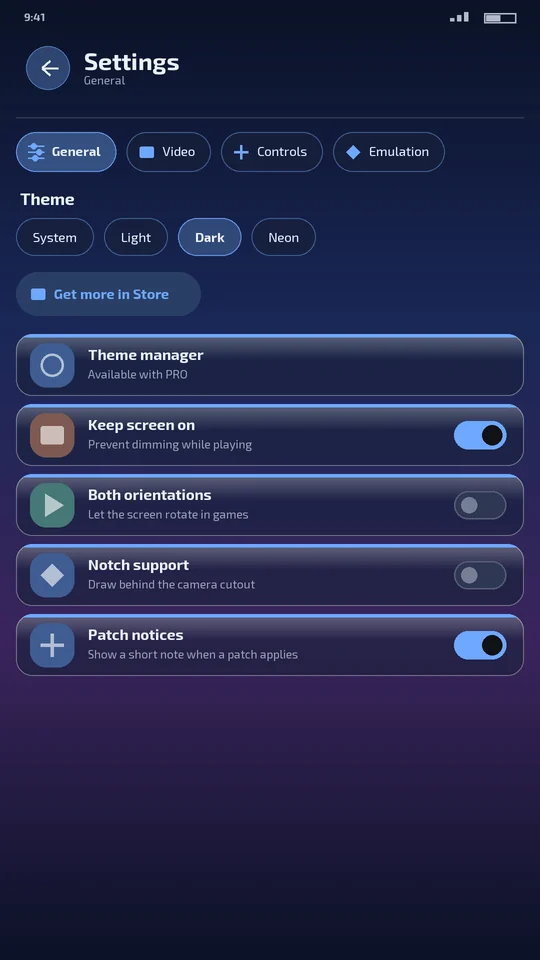 9:41
Settings
General
General
Video
Controls
Emulation
Theme
System
Light
Dark
Neon
Get more in Store
Theme manager
Available with PRO
Keep screen on
Prevent dimming while playing
Both orientations
Let the screen rotate in games
Notch support
Draw behind the camera cutout
Patch notices
Show a short note when a patch applies